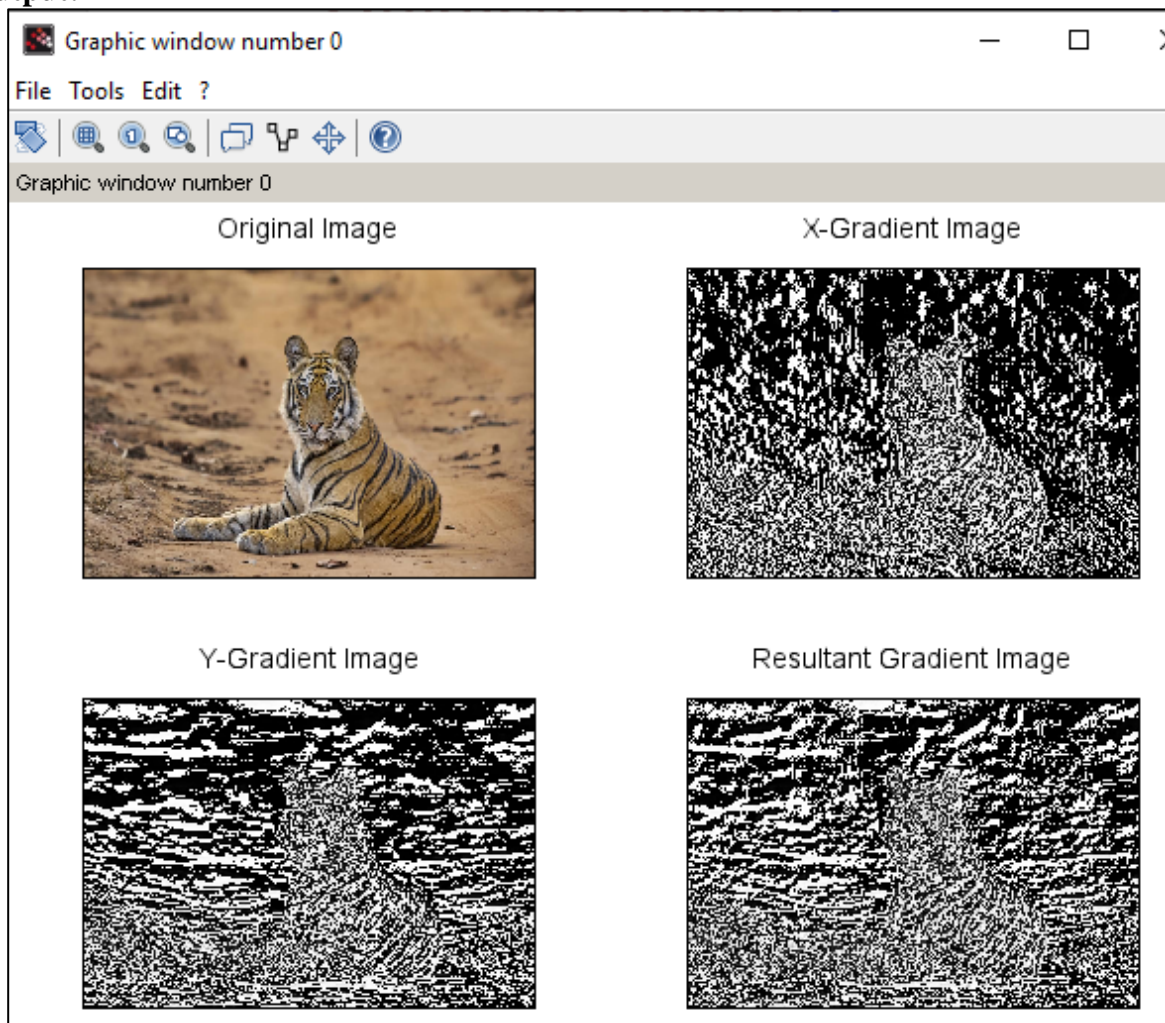 Graphic window number 0
File Tools Edit ?
Graphic window number 0
Original Image
X-Gradient Image
Y-Gradient Image
Resultant Gradient Image